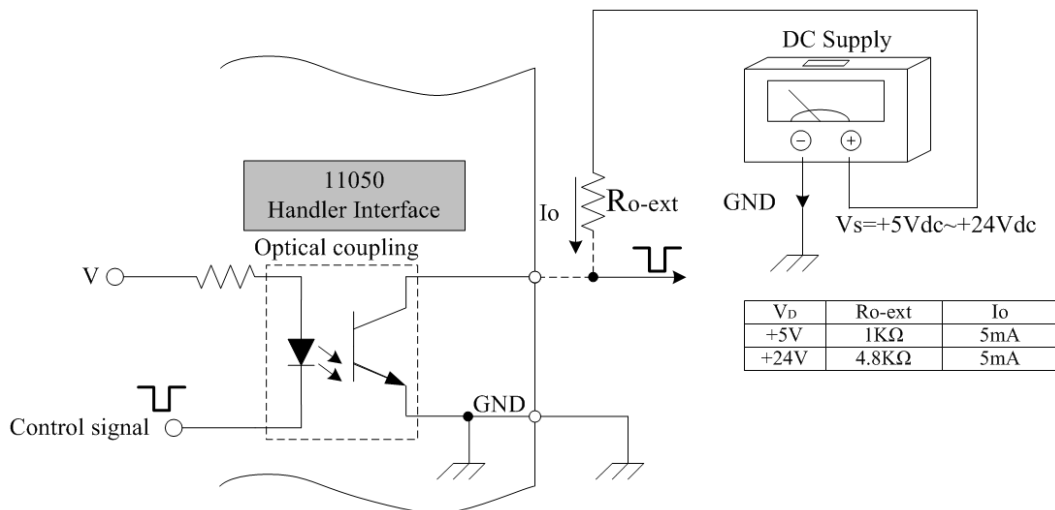 DC Supply
11050
Handler Interface
Io
Ro-ext
GND
Vs=+5Vdc~+24Vdc
Optical coupling
V
VD Ro-ext Io
+5V 1KΩ 5mA
+24V 4.8KΩ 5mA
GND
Control signal